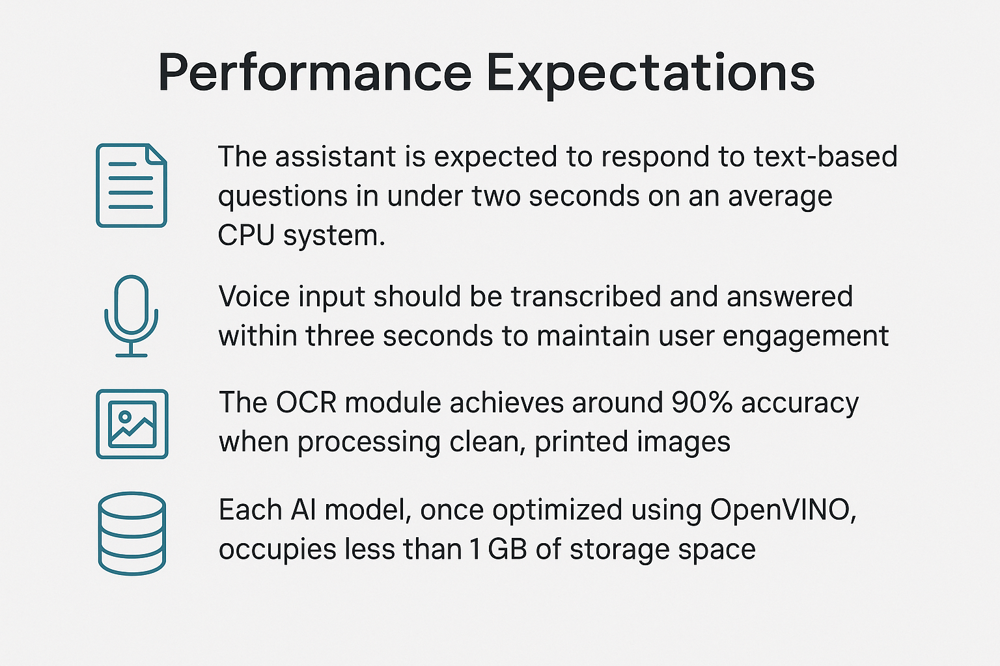 Performance Expectations
The assistant is expected to respond to text-based
questions in under two seconds on an average
CPU system.
Voice input should be transcribed and answered
within three seconds to maintain user engagement
The OCR module achieves around 90% accuracy
when processing clean, printed images
Each AI model, once optimized using OpenVINO,
occupies less than 1 GB of storage space